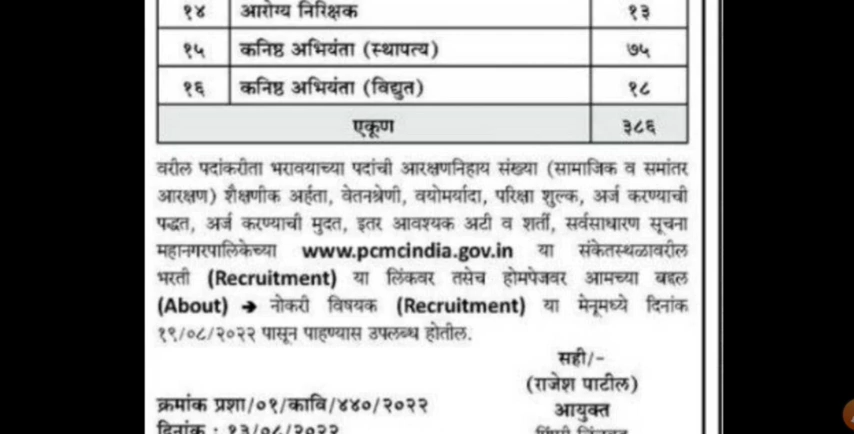 १४ आरोग्य निरिक्षक १३
१५ कनिष्ठ अभियंता (स्थापत्य) ७५
१६ कनिष्ठ अभियंता (विद्युत) १८
एकूण ३८६
वरील पदांकरीता भरावयाच्या पदांची आरक्षणनिहाय संख्या (सामाजिक व समांतर
आरक्षण) शैक्षणीक अर्हता, वेतनश्रेणी, वयोमर्यादा, परिक्षा शुल्क, अर्ज करण्याची
पद्धत, अर्ज करण्याची मुदत, इतर आवश्यक अटी व शर्ती, सर्वसाधारण सूचना
महानगरपालिकेच्या www.pcmcindia.gov.in या संकेतस्थळावरील
भरती (Recruitment) या लिंकवर तसेच होमपेजवर आमच्या बद्दल
(About) → नोकरी विषयक (Recruitment) या मेनूमध्ये दिनांक
१९/०८/२०२२ पासून पाहण्यास उपलब्ध होतील.
सही/-
(राजेश पाटील)
क्रमांक प्रशा/०१/कावि/४४०/२०२२ आयुक्त
दिनांक : १३/०८/२०२२